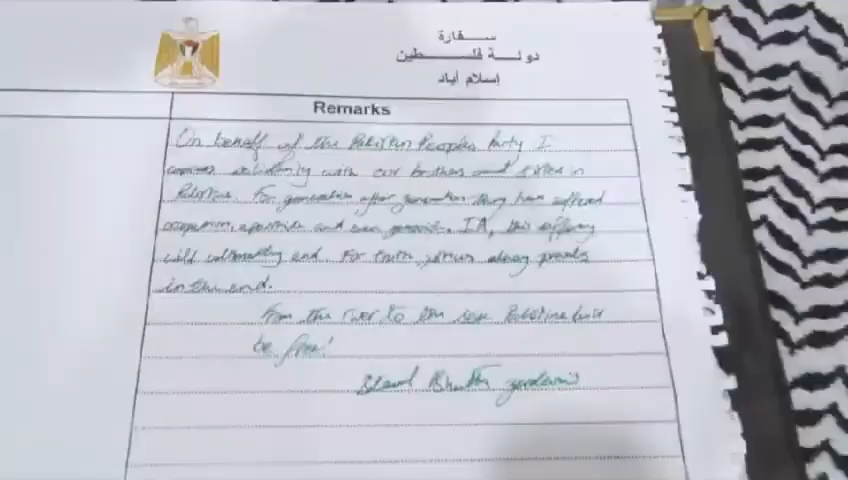 سفارة
دولة فلسطين
إسلام أباد
Remarks
On behalf of the Pakistan Peoples Party I
solidarity with our brothers and sisters in
Palestine. For generation after generation they have suffered
occupation, apartheid and even genocide. IA, this suffering
will ultimately end. For truth, justice always prevails
in the end.
From the river to the sea Palestine will
be free!
Bilawal Bhutto Zardari